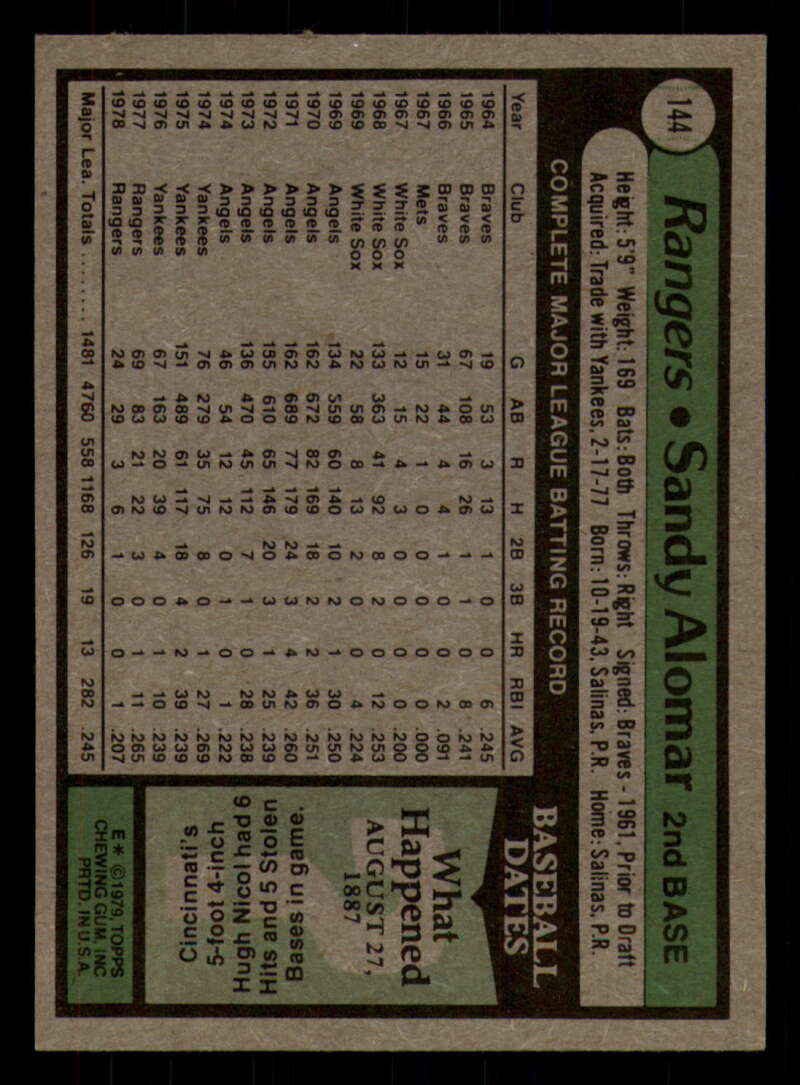 144
Rangers • Sandy Alomar 2nd BASE
Height: 5'9" Weight: 169 Bats: Both Throws: Right Signed: Braves - 1961, Prior to Draft
Acquired: Trade with Yankees, 2-17-77 Born: 10-19-43, Salinas, P.R. Home: Salinas, P.R.
COMPLETE MAJOR LEAGUE BATTING RECORD
Year Club G AB R H 2B 3B HR RBI AVG
1964 Braves 19 53 3 13 1 0 0 6 .245
1965 Braves 67 108 16 26 1 1 0 8 .241
1966 Braves 31 44 4 4 1 0 0 2 .091
1967 Mets 15 22 1 0 0 0 0 0 .000
1967 White Sox 12 15 4 3 0 0 0 0 .200
1968 White Sox 133 363 41 92 8 2 0 12 .253
1969 White Sox 22 58 8 13 2 0 0 4 .224
1969 Angels 134 559 60 140 10 2 1 30 .250
1970 Angels 162 672 82 169 18 2 2 36 .251
1971 Angels 162 689 77 179 24 3 4 42 .260
1972 Angels 155 610 65 146 20 3 1 25 .239
1973 Angels 136 470 45 112 7 1 0 28 .238
1974 Angels 46 54 12 12 0 1 0 1 .222
1974 Yankees 76 279 35 75 8 0 1 27 .269
1975 Yankees 151 489 61 117 18 4 2 39 .239
1976 Yankees 67 163 20 39 4 0 1 10 .239
1977 Rangers 69 83 21 22 3 0 1 11 .265
1978 Rangers 24 29 3 6 1 0 0 1 .207
Major Lea. Totals ........ 1481 4760 558 1168 126 19 13 282 .245
BASEBALL
DATES
What
Happened
AUGUST 27,
1887
Cincinnati's
5-foot 4-inch
Hugh Nicol had 6
Hits and 5 Stolen
Bases in game.
E * © 1979, TOPPS
CHEWING GUM, INC
PRTD. IN U.S.A.